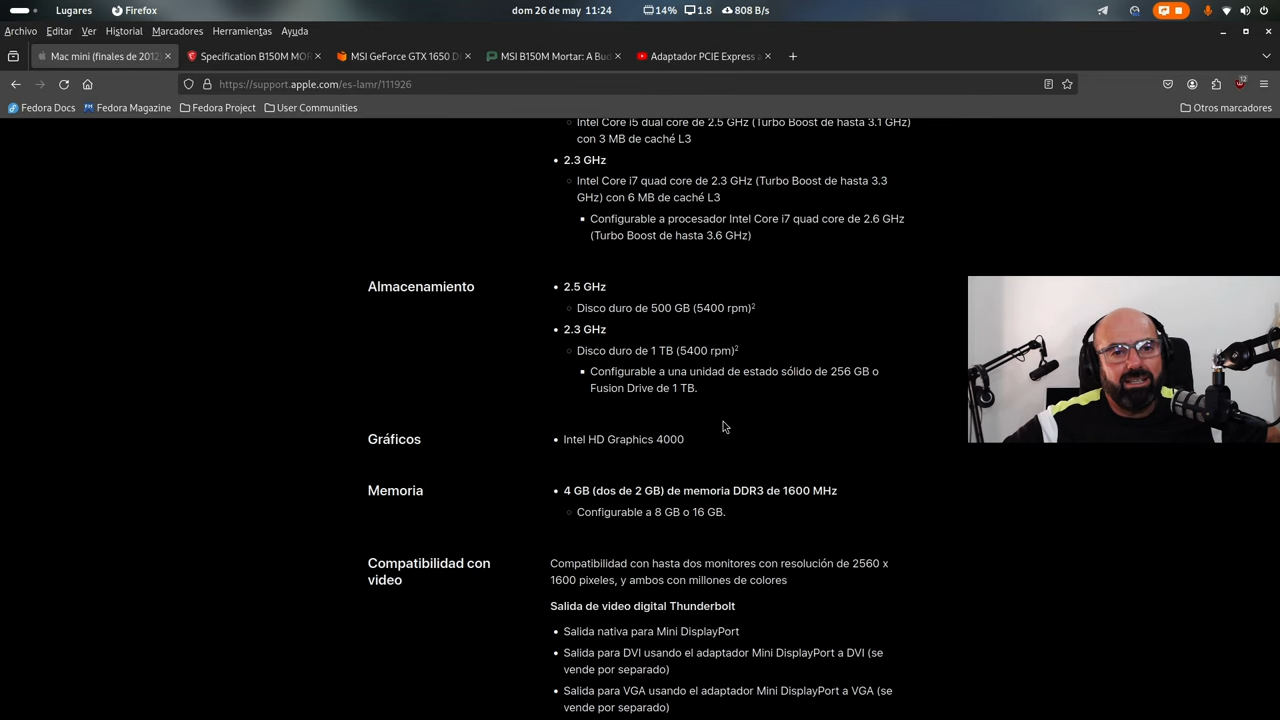 Lugares
Firefox
dom 26 de may 11:24
14%
1.8
808 B/s
Archivo Editar Ver Historial Marcadores Herramientas Ayuda
Mac mini (finales de 2012)
Specification B150M MOR
MSI GeForce GTX 1650 D
MSI B150M Mortar: A Bud
Adaptador PCIE Express a
https://support.apple.com/es-lamr/111926
12
Fedora Docs
Fedora Magazine
Fedora Project
User Communities
Otros marcadores
Intel Core i5 dual core de 2.5 GHz (Turbo Boost de hasta 3.1 GHz)
con 3 MB de caché L3
2.3 GHz
Intel Core i7 quad core de 2.3 GHz (Turbo Boost de hasta 3.3
GHz) con 6 MB de caché L3
Configurable a procesador Intel Core i7 quad core de 2.6 GHz
(Turbo Boost de hasta 3.6 GHz)
Almacenamiento
2.5 GHz
Disco duro de 500 GB (5400 rpm)2
2.3 GHz
Disco duro de 1 TB (5400 rpm)2
Configurable a una unidad de estado sólido de 256 GB o
Fusion Drive de 1 TB.
Gráficos
Intel HD Graphics 4000
Memoria
4 GB (dos de 2 GB) de memoria DDR3 de 1600 MHz
Configurable a 8 GB o 16 GB.
Compatibilidad con
video
Compatibilidad con hasta dos monitores con resolución de 2560 x
1600 pixeles, y ambos con millones de colores
Salida de video digital Thunderbolt
Salida nativa para Mini DisplayPort
Salida para DVI usando el adaptador Mini DisplayPort a DVI (se
vende por separado)
Salida para VGA usando el adaptador Mini DisplayPort a VGA (se
vende por separado)